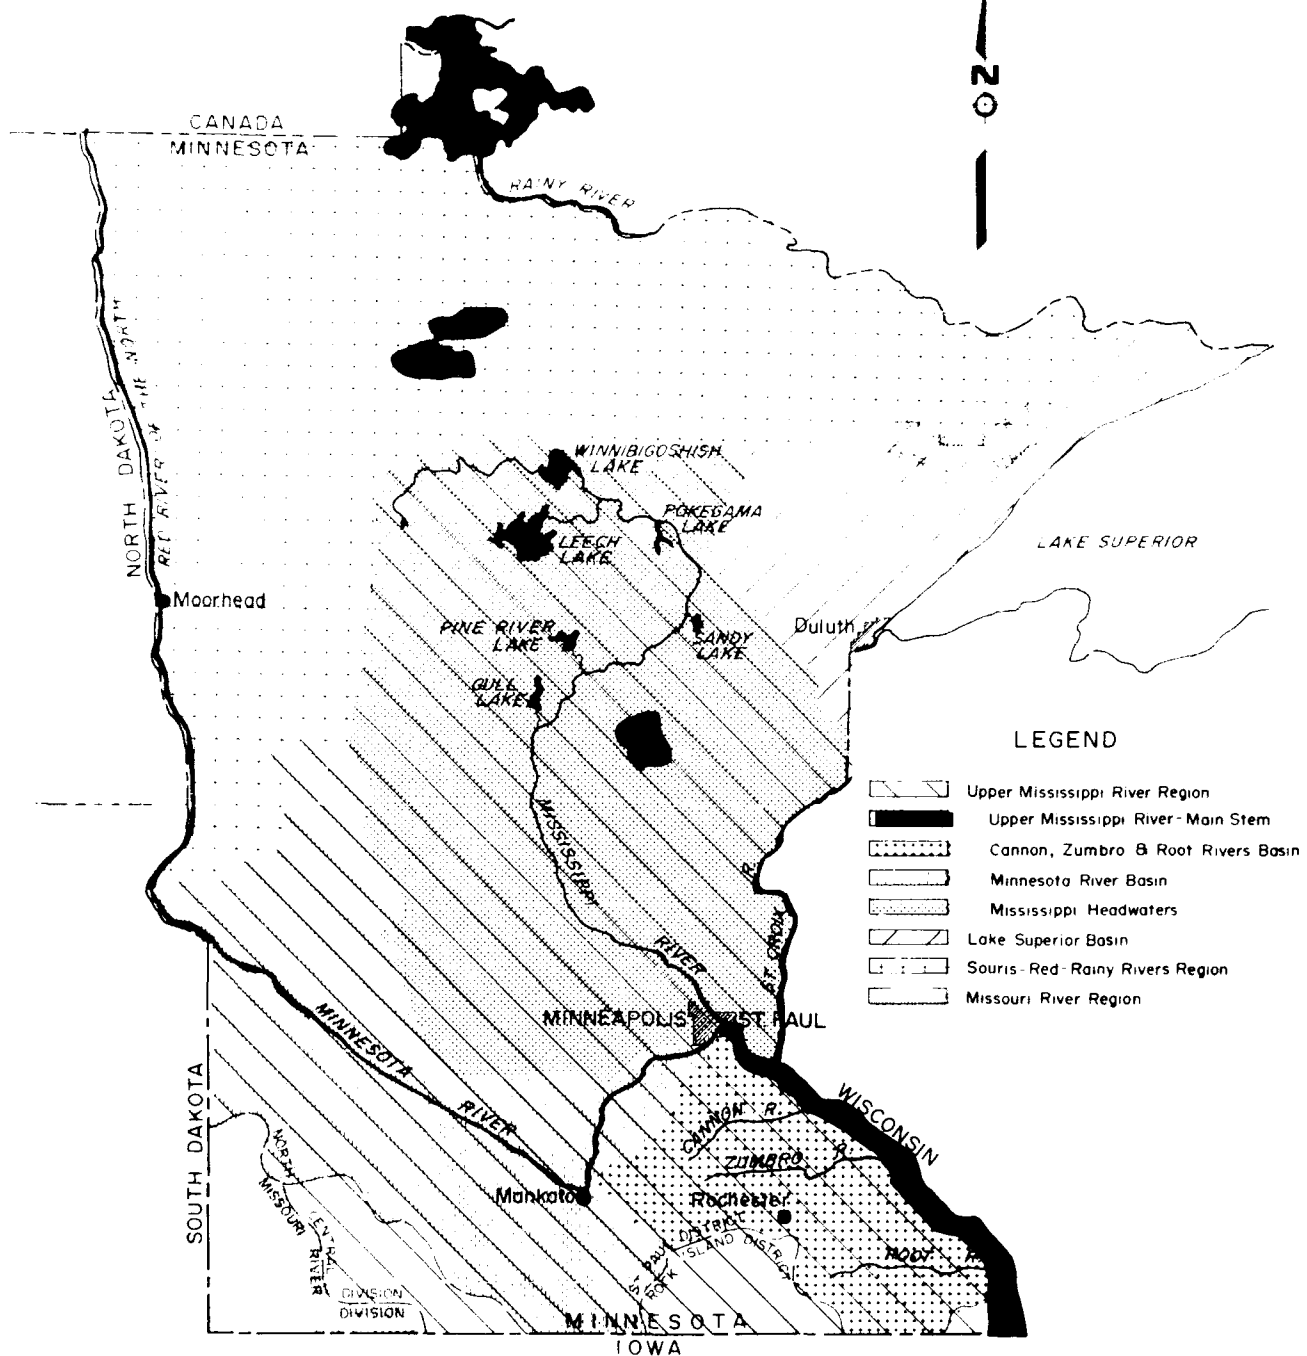 N
CANADA
MINNESOTA
RAINY RIVER
NORTH DAKOTA
RED RIVER OF THE NORTH
WINNIBIGOSHISH
LAKE
POKEGAMA
LAKE
LEECH
LAKE
LAKE SUPERIOR
Moorhead
PINE RIVER
LAKE
SANDY
LAKE
Duluth
GULL
LAKE
LEGEND
Upper Mississippi River Region
Upper Mississippi River-Main Stem
Cannon, Zumbro & Root Rivers Basin
Minnesota River Basin
Mississippi Headwaters
Lake Superior Basin
Souris-Red-Rainy Rivers Region
Missouri River Region
MISSISSIPPI
RIVER
ST. CROIX R.
MINNEAPOLIS
ST PAUL
MINNESOTA
RIVER
WISCONSIN
CANNON R.
ZUMBRO R.
SOUTH DAKOTA
NORTH CENTRAL
DIVISION
MISSOURI RIVER
DIVISION
Mankato
Rochester
ST PAUL DISTRICT
ROCK ISLAND DISTRICT
ROOT R.
MINNESOTA
IOWA